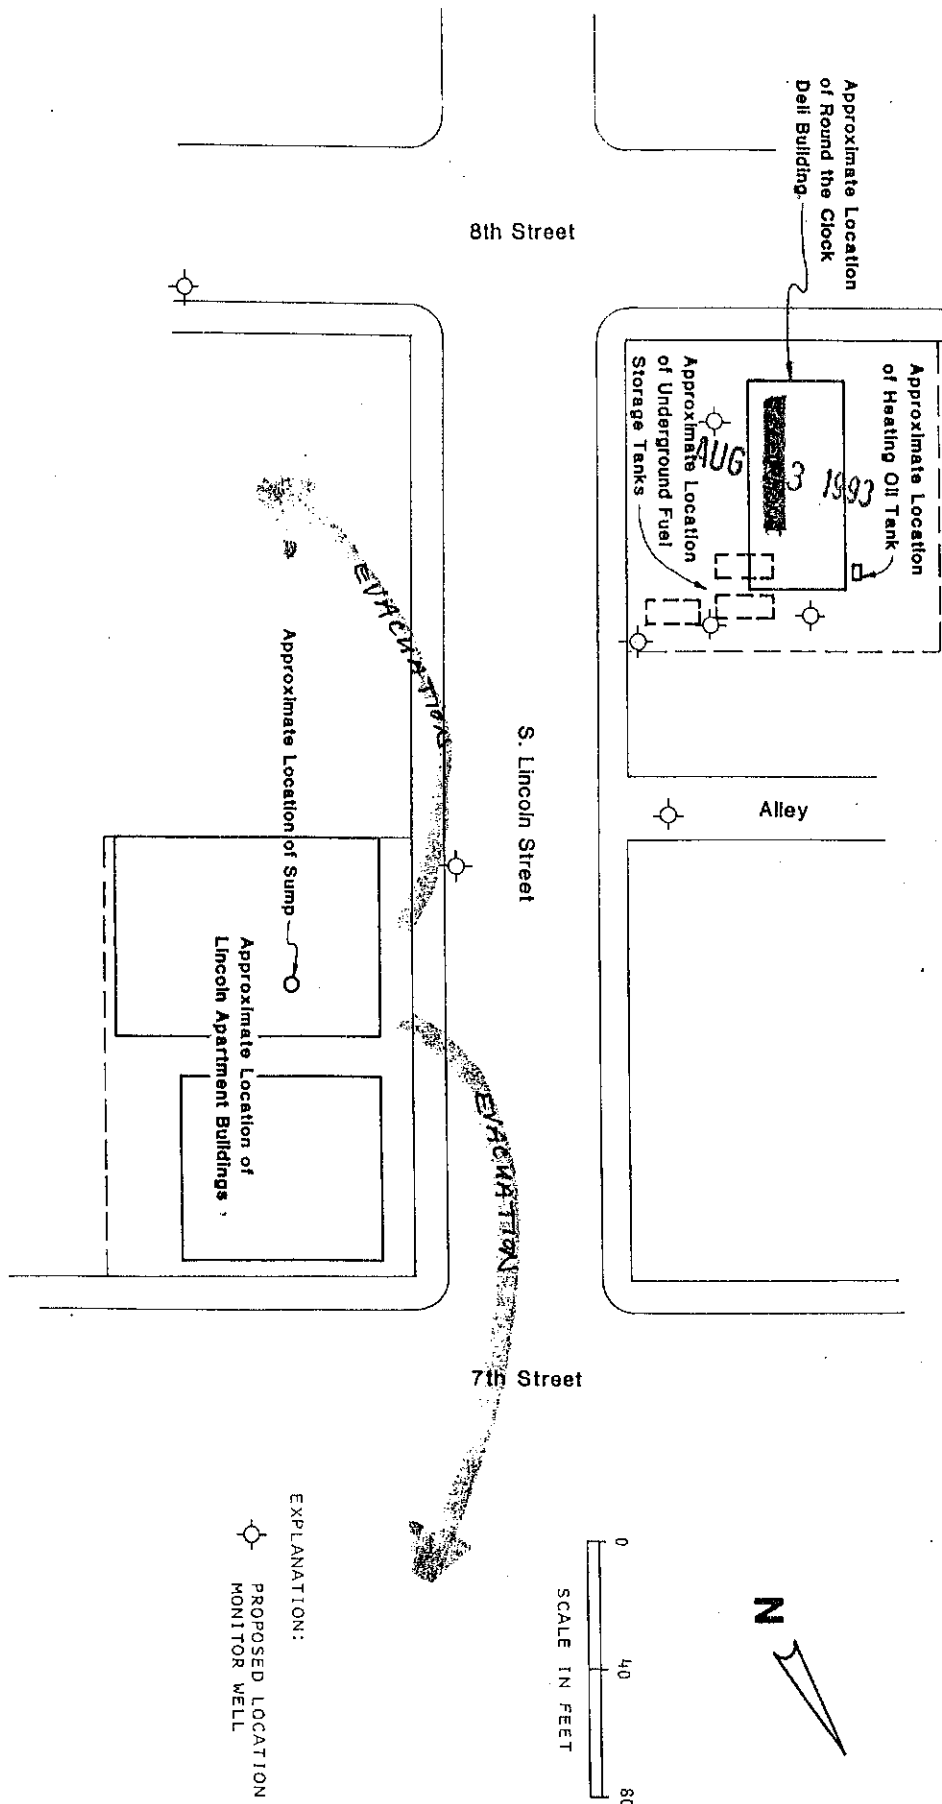 Approximate Location
of Round the Clock
Deli Building
8th Street
Approximate Location
of Heating Oil Tank
AUG 3 1993
Approximate Location
of Underground Fuel
Storage Tanks
EVACUATION
Approximate Location of Sump
S. Lincoln Street
Alley
Approximate Location of
Lincoln Apartment Buildings
EVACUATION
7th Street
EXPLANATION:
PROPOSED LOCATION
MONITOR WELL
0 40 80
SCALE IN FEET
N